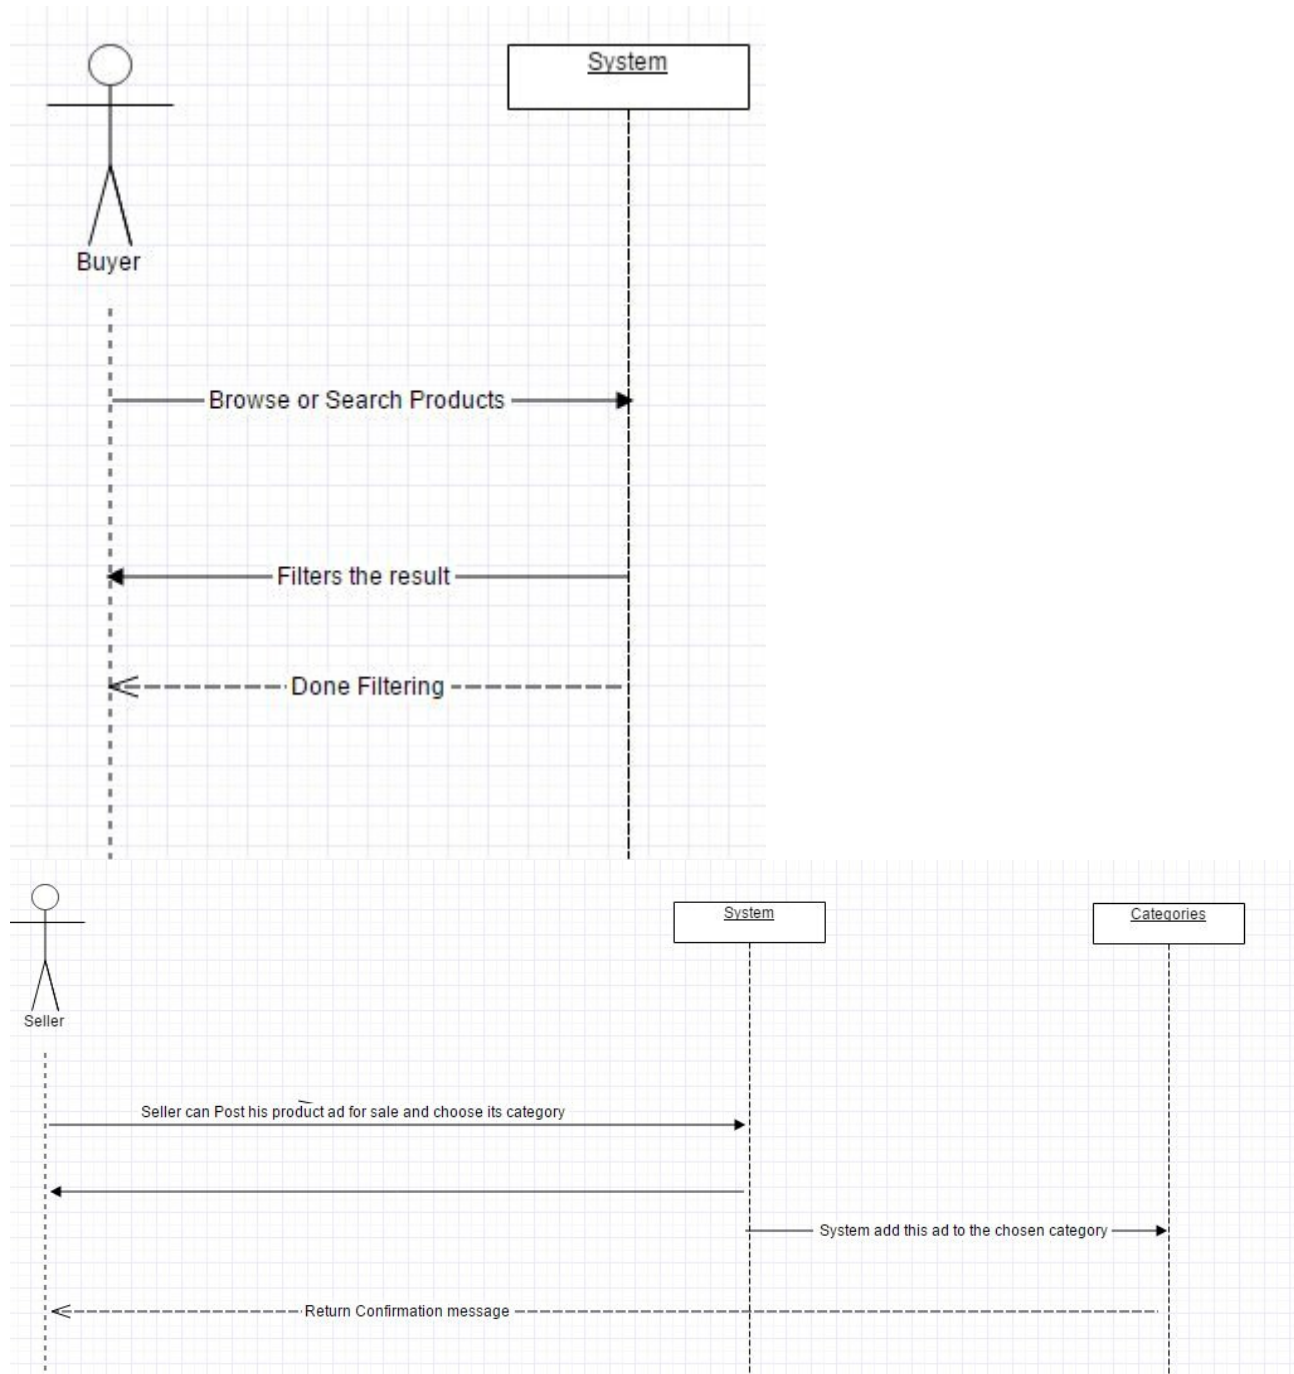 System
Buyer
Browse or Search Products
Filters the result
Done Filtering
System
Categories
Seller
Seller can Post his product ad for sale and choose its category
System add this ad to the chosen category
Return Confirmation message